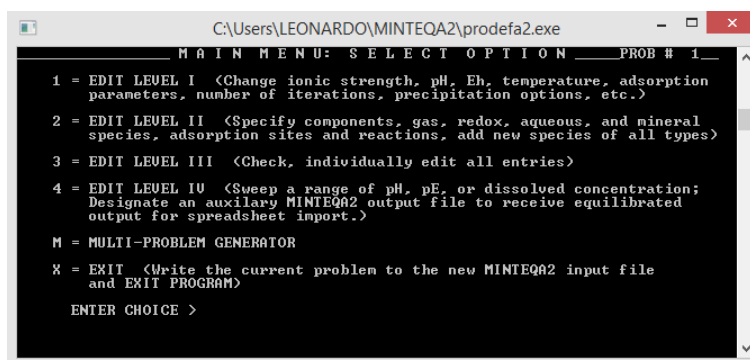 C:\Users\LEONARDO\MINTEQA2\prodefa2.exe
M A I N M E N U: S E L E C T O P T I O N _____PROB # 1__
1 = EDIT LEVEL I (Change ionic strength, pH, Eh, temperature, adsorption
parameters, number of iterations, precipitation options, etc.)
2 = EDIT LEVEL II (Specify components, gas, redox, aqueous, and mineral
species, adsorption sites and reactions, add new species of all types)
3 = EDIT LEVEL III (Check, individually edit all entries)
4 = EDIT LEVEL IV (Sweep a range of pH, pE, or dissolved concentration;
Designate an auxilary MINTEQA2 output file to receive equilibrated
output for spreadsheet import.)
M = MULTI-PROBLEM GENERATOR
X = EXIT (Write the current problem to the new MINTEQA2 input file
and EXIT PROGRAM)
ENTER CHOICE >